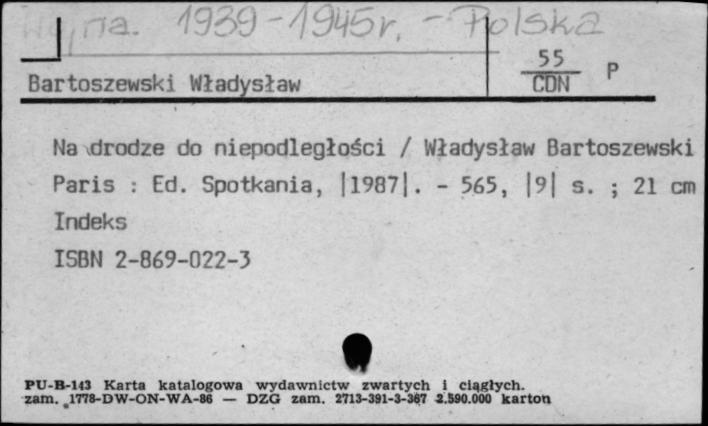 Wojna. 1939-1945r. - Polska
55
CDN P
Bartoszewski Władysław
Na drodze do niepodległości / Władysław Bartoszewski
Paris : Ed. Spotkania, |1987|. - 565, |9| s. ; 21 cm
Indeks
ISBN 2-869-022-3
PU-B-143 Karta katalogowa wydawnictw zwartych i ciągłych.
zam. 1778-DW-ON-WA-86 — DZG zam. 2713-391-3-367 2.590.000 karton